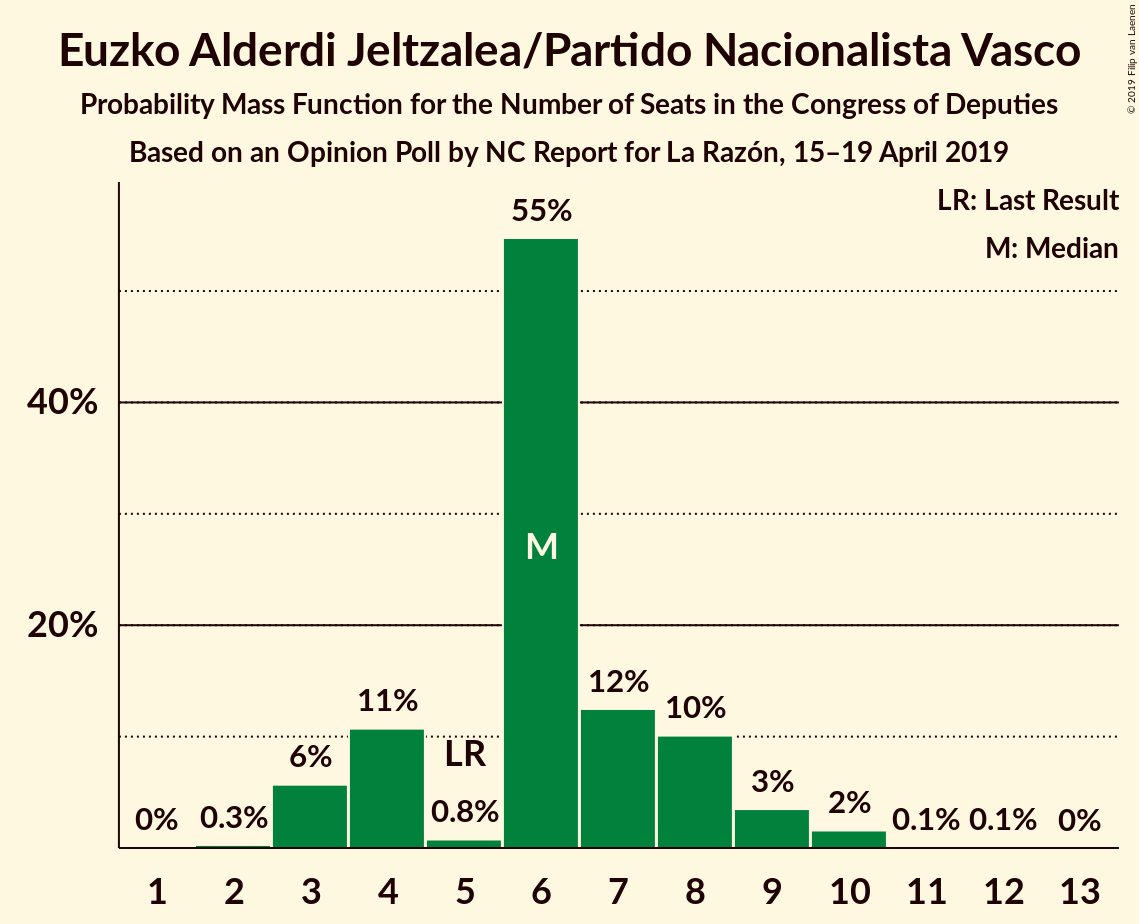 Euzko Alderdi Jeltzalea/Partido Nacionalista Vasco
Probability Mass Function for the Number of Seats in the Congress of Deputies
Based on an Opinion Poll by NC Report for La Razón, 15–19 April 2019
© 2019 Filip van Laenen
LR: Last Result
M: Median
55%
40%
M
20%
12%
11%
10%
6%
LR
3%
2%
0%
0.3%
0.8%
0.1%
0.1%
0%
1 2 3 4 5 6 7 8 9 10 11 12 13